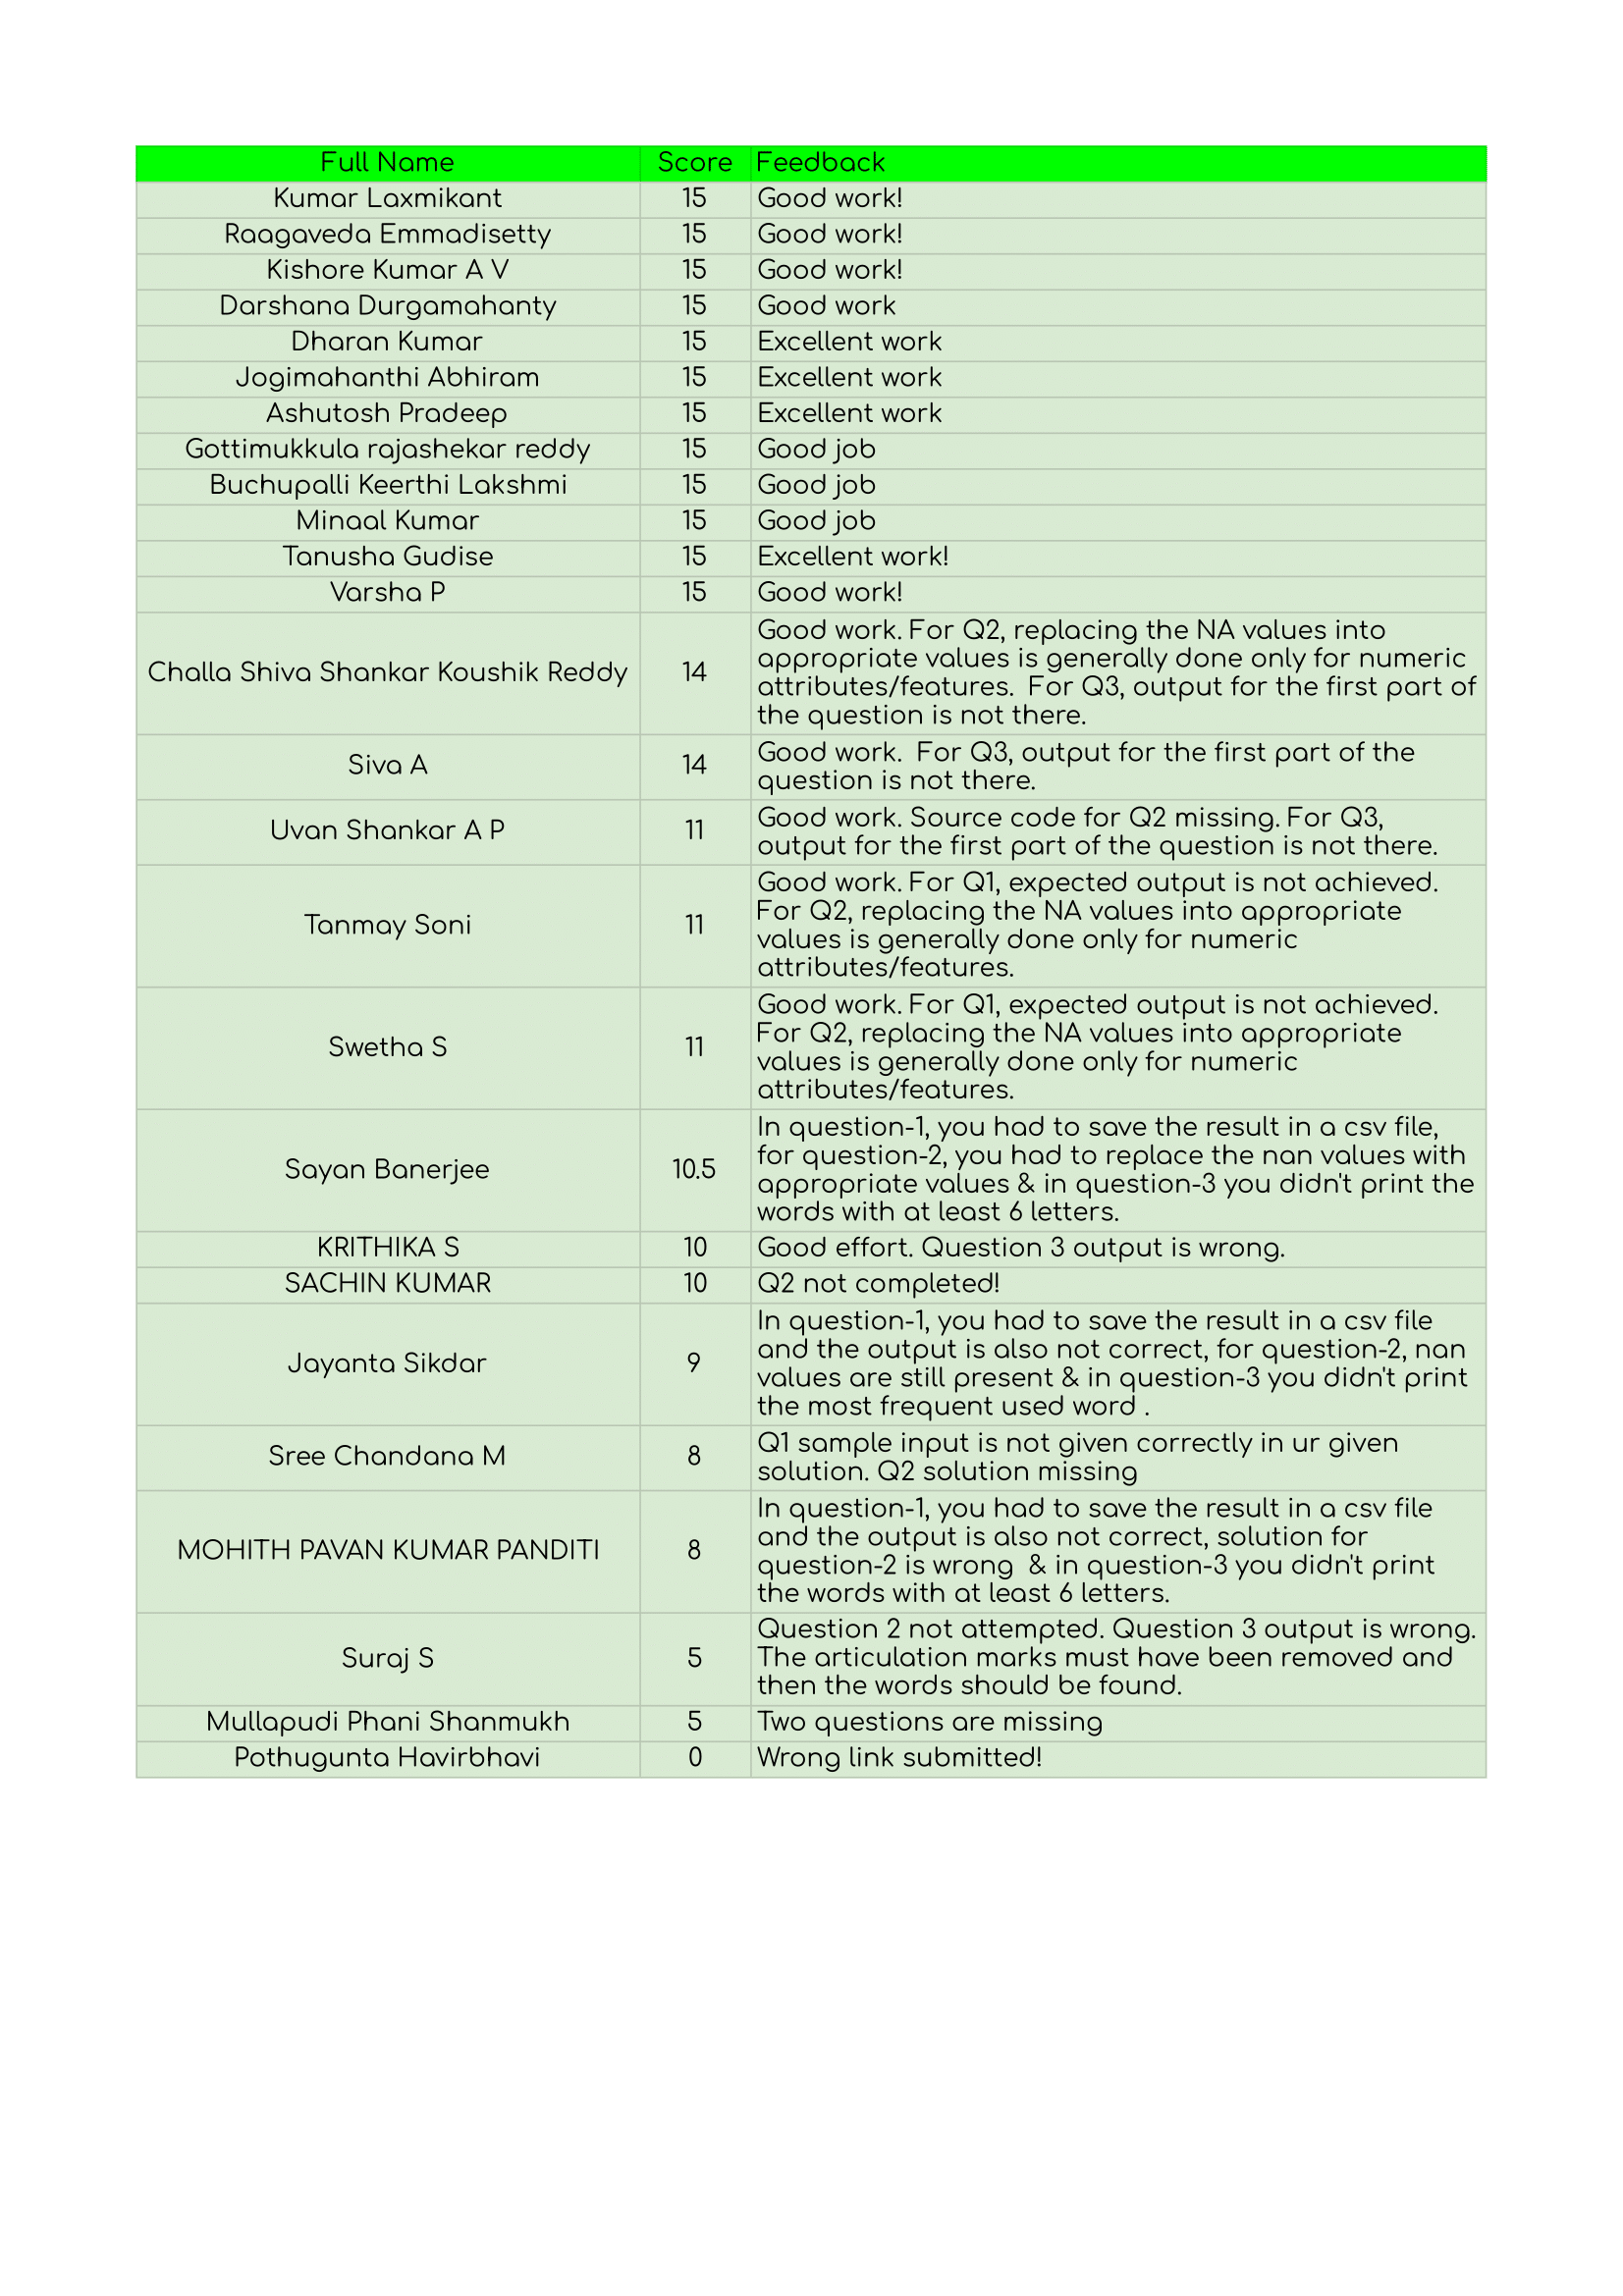 Full Name Score Feedback
Kumar Laxmikant 15 Good work!
Raagaveda Emmadisetty 15 Good work!
Kishore Kumar A V 15 Good work!
Darshana Durgamahanty 15 Good work
Dharan Kumar 15 Excellent work
Jogimahanthi Abhiram 15 Excellent work
Ashutosh Pradeep 15 Excellent work
Gottimukkula rajashekar reddy 15 Good job
Buchupalli Keerthi Lakshmi 15 Good job
Minaal Kumar 15 Good job
Tanusha Gudise 15 Excellent work!
Varsha P 15 Good work!
Challa Shiva Shankar Koushik Reddy 14 Good work. For Q2, replacing the NA values into
appropriate values is generally done only for numeric
attributes/features. For Q3, output for the first part of
the question is not there.
Siva A 14 Good work. For Q3, output for the first part of the
question is not there.
Uvan Shankar A P 11 Good work. Source code for Q2 missing. For Q3,
output for the first part of the question is not there.
Tanmay Soni 11 Good work. For Q1, expected output is not achieved.
For Q2, replacing the NA values into appropriate
values is generally done only for numeric
attributes/features.
Swetha S 11 Good work. For Q1, expected output is not achieved.
For Q2, replacing the NA values into appropriate
values is generally done only for numeric
attributes/features.
Sayan Banerjee 10.5 In question-1, you had to save the result in a csv file,
for question-2, you had to replace the nan values with
appropriate values & in question-3 you didn't print the
words with at least 6 letters.
KRITHIKA S 10 Good effort. Question 3 output is wrong.
SACHIN KUMAR 10 Q2 not completed!
Jayanta Sikdar 9 In question-1, you had to save the result in a csv file
and the output is also not correct, for question-2, nan
values are still present & in question-3 you didn't print
the most frequent used word .
Sree Chandana M 8 Q1 sample input is not given correctly in ur given
solution. Q2 solution missing
MOHITH PAVAN KUMAR PANDITI 8 In question-1, you had to save the result in a csv file
and the output is also not correct, solution for
question-2 is wrong & in question-3 you didn't print
the words with at least 6 letters.
Suraj S 5 Question 2 not attempted. Question 3 output is wrong.
The articulation marks must have been removed and
then the words should be found.
Mullapudi Phani Shanmukh 5 Two questions are missing
Pothugunta Havirbhavi 0 Wrong link submitted!